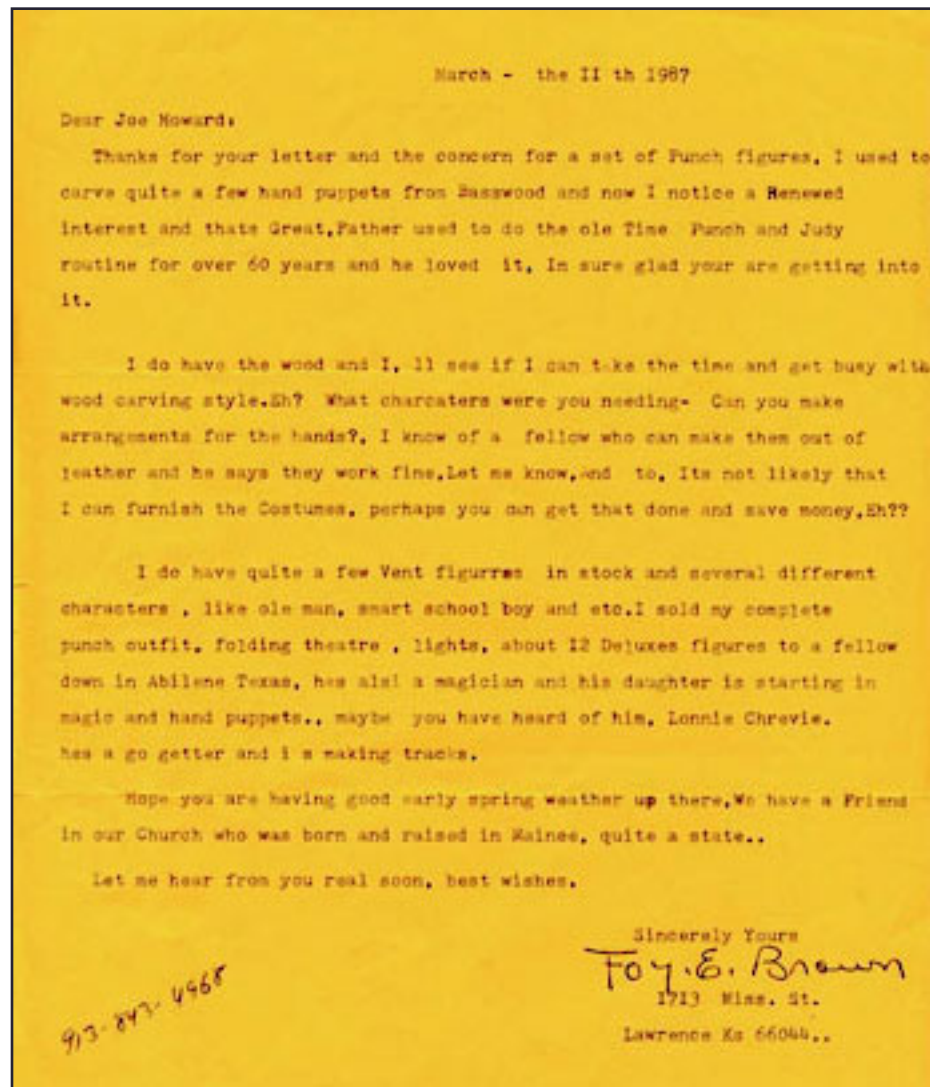 March - the II th 1987
Dear Joe Howard:
Thanks for your letter and the concern for a set of Punch figures, I used to
carve quite a few hand puppets from Basswood and now I notice a Renewed
interest and thats Great,Father used to do the ole Time Punch and Judy
routine for over 60 years and he loved it, Im sure glad your are getting into
it.
I do have the wood and I, ll see if I can take the time and get busy with
wood carving style.Eh? What charcaters were you needing- Can you make
arrangements for the hands?, I know of a fellow who can make them out of
leather and he says they work fine.Let me know,and to, Its not likely that
I can furnish the Costumes, perhaps you can get that done and save money,Eh??
I do have quite a few Vent figurres in stock and several different
characters , like ole man, smart school boy and etc.I sold my complete
punch outfit, folding theatre , lights, about I2 Deluxes figures to a fellow
down in Abilene Texas, hes alsi a magician and his daughter is starting in
magic and hand puppets.. maybe you have heard of him, Lonnie Chrevie.
hes a go getter and i s making tracks.
Hope you are having good early spring weather up there,We have a Friend
in our Church who was born and raised in Mainee, quite a state..
Let me hear from you real soon, best wishes,
Sincerely Yours
Foy.E. Brown
I7I3 Miss. St.
Lawrence Ks 66044..
913-843-4968